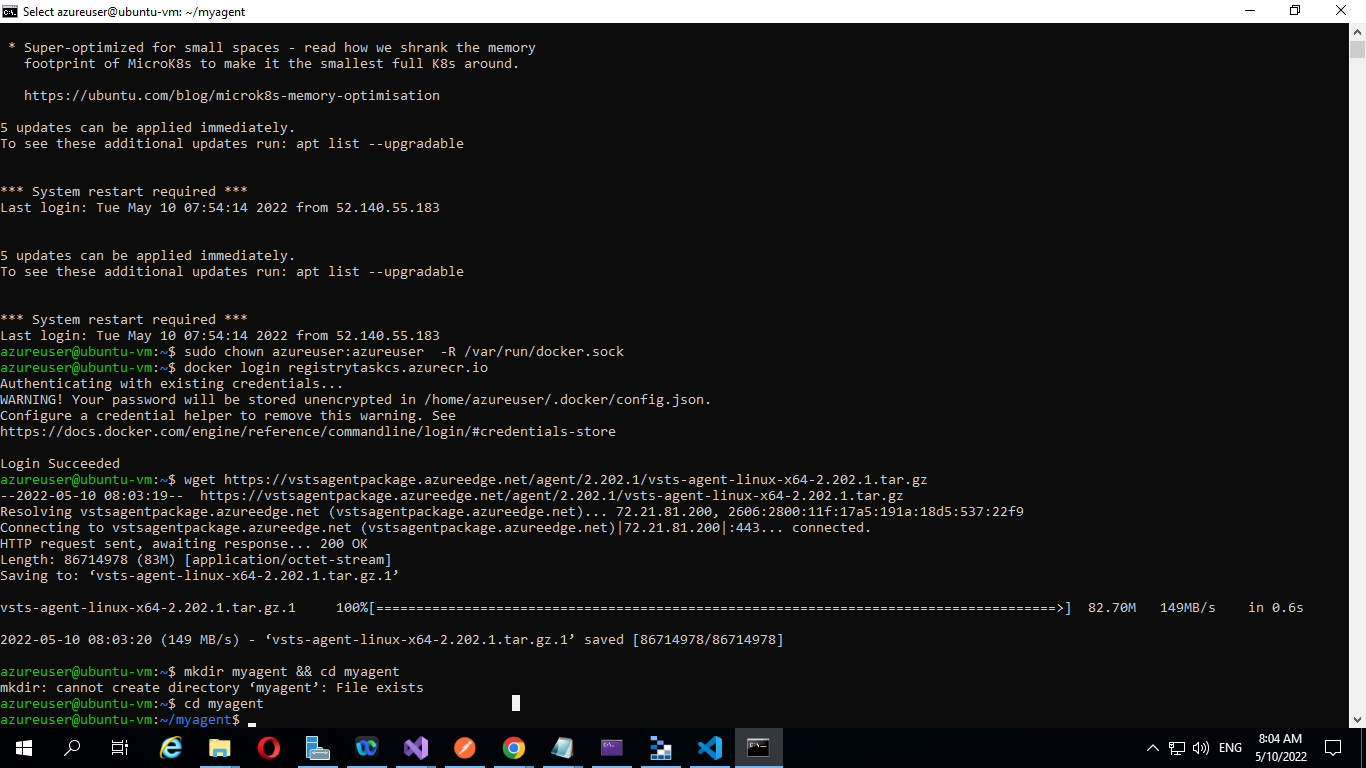 Select azureuser@ubuntu-vm: ~/myagent
* Super-optimized for small spaces - read how we shrank the memory
footprint of MicroK8s to make it the smallest full K8s around.
https://ubuntu.com/blog/microk8s-memory-optimisation
5 updates can be applied immediately.
To see these additional updates run: apt list --upgradable
*** System restart required ***
Last login: Tue May 10 07:54:14 2022 from 52.140.55.183
5 updates can be applied immediately.
To see these additional updates run: apt list --upgradable
*** System restart required ***
Last login: Tue May 10 07:54:14 2022 from 52.140.55.183
azureuser@ubuntu-vm:~$ sudo chown azureuser:azureuser  -R /var/run/docker.sock
azureuser@ubuntu-vm:~$ docker login registrytaskcs.azurecr.io
Authenticating with existing credentials...
WARNING! Your password will be stored unencrypted in /home/azureuser/.docker/config.json.
Configure a credential helper to remove this warning. See
https://docs.docker.com/engine/reference/commandline/login/#credentials-store
Login Succeeded
azureuser@ubuntu-vm:~$ wget https://vstsagentpackage.azureedge.net/agent/2.202.1/vsts-agent-linux-x64-2.202.1.tar.gz
--2022-05-10 08:03:19--  https://vstsagentpackage.azureedge.net/agent/2.202.1/vsts-agent-linux-x64-2.202.1.tar.gz
Resolving vstsagentpackage.azureedge.net (vstsagentpackage.azureedge.net)... 72.21.81.200, 2606:2800:11f:17a5:191a:18d5:537:22f9
Connecting to vstsagentpackage.azureedge.net (vstsagentpackage.azureedge.net)|72.21.81.200|:443... connected.
HTTP request sent, awaiting response... 200 OK
Length: 86714978 (83M) [application/octet-stream]
Saving to: ‘vsts-agent-linux-x64-2.202.1.tar.gz.1’
vsts-agent-linux-x64-2.202.1.tar.gz.1     100%[=====================================================================================>]  82.70M   149MB/s    in 0.6s
2022-05-10 08:03:20 (149 MB/s) - ‘vsts-agent-linux-x64-2.202.1.tar.gz.1’ saved [86714978/86714978]
azureuser@ubuntu-vm:~$ mkdir myagent && cd myagent
mkdir: cannot create directory ‘myagent’: File exists
azureuser@ubuntu-vm:~$ cd myagent
azureuser@ubuntu-vm:~/myagent$
ENG
8:04 AM
5/10/2022